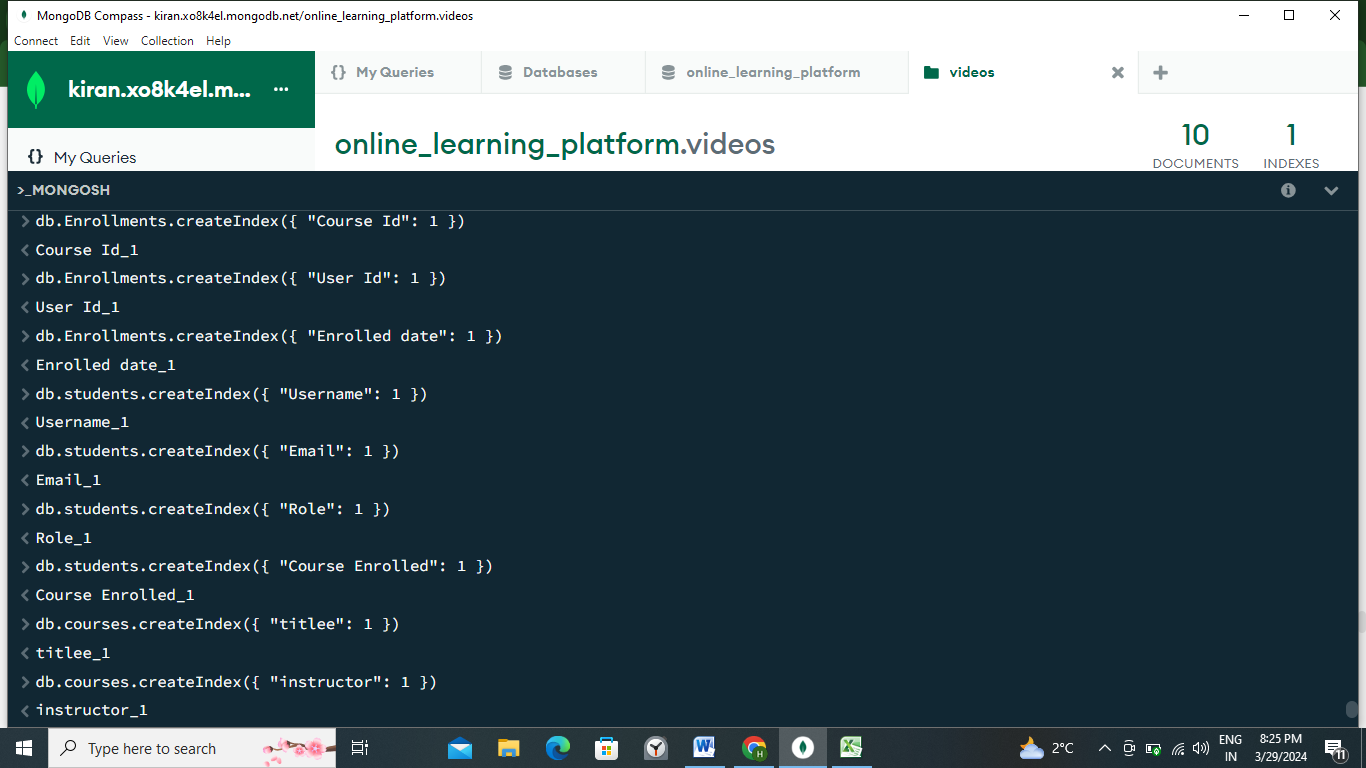 MongoDB Compass - kiran.xo8k4el.mongodb.net/online_learning_platform.videos
Connect Edit View Collection Help
kiran.xo8k4el.m... ...
{} My Queries
Databases
online_learning_platform
videos
{} My Queries
online_learning_platform.videos
10
DOCUMENTS
1
INDEXES
>_MONGOSH
> db.Enrollments.createIndex({ "Course Id": 1 })
< Course Id_1
> db.Enrollments.createIndex({ "User Id": 1 })
< User Id_1
> db.Enrollments.createIndex({ "Enrolled date": 1 })
< Enrolled date_1
> db.students.createIndex({ "Username": 1 })
< Username_1
> db.students.createIndex({ "Email": 1 })
< Email_1
> db.students.createIndex({ "Role": 1 })
< Role_1
> db.students.createIndex({ "Course Enrolled": 1 })
< Course Enrolled_1
> db.courses.createIndex({ "titlee": 1 })
< titlee_1
> db.courses.createIndex({ "instructor": 1 })
< instructor_1
Type here to search
2°C
ENG
IN
8:25 PM
3/29/2024
11